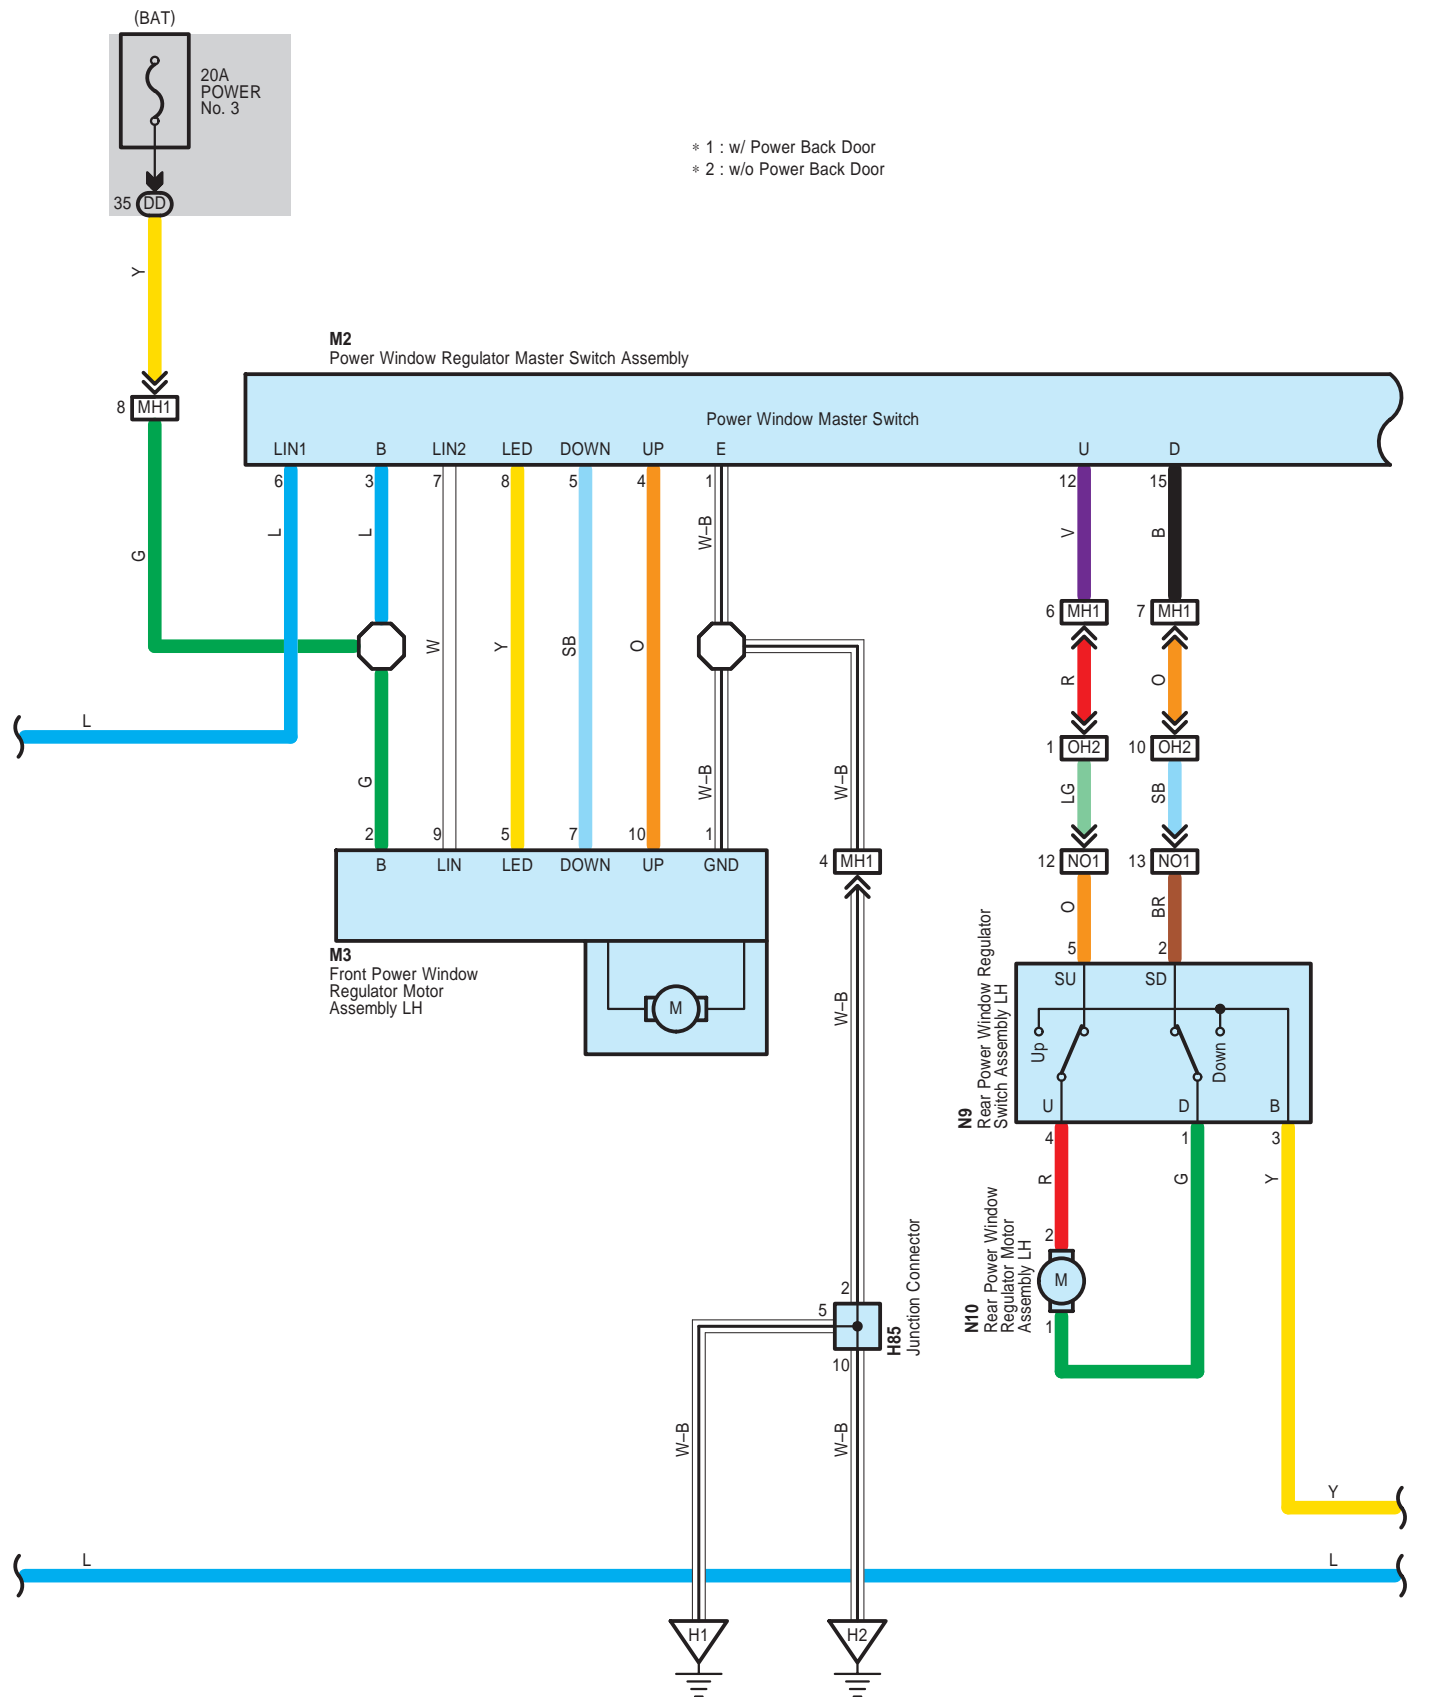 (BAT)
20A
POWER
No. 3
35 DD
∗ 1 : w/ Power Back Door
∗ 2 : w/o Power Back Door
Y
M2
Power Window Regulator Master Switch Assembly
8 MH1
Power Window Master Switch
LIN1 B LIN2 LED DOWN UP E U D
6 3 7 8 5 4 1 12 15
G L L W–B V B
6 MH1 7 MH1
W Y SB O
R O
L
1 OH2 10 OH2
G W–B W–B LG SB
2 9 5 7 10 1
B LIN LED DOWN UP GND
4 MH1 12 NO1 13 NO1
O BR
5 2
M3
Front Power Window
Regulator Motor
Assembly LH
M
W–B
N9
Rear Power Window Regulator
Switch Assembly LH
SU SD
Up Down
U D B
4 1 3
R G Y
N10
Rear Power Window
Regulator Motor
Assembly LH
2
M
1
2
5
10
H85
Junction Connector
W–B W–B
Y
L L
H1 H2